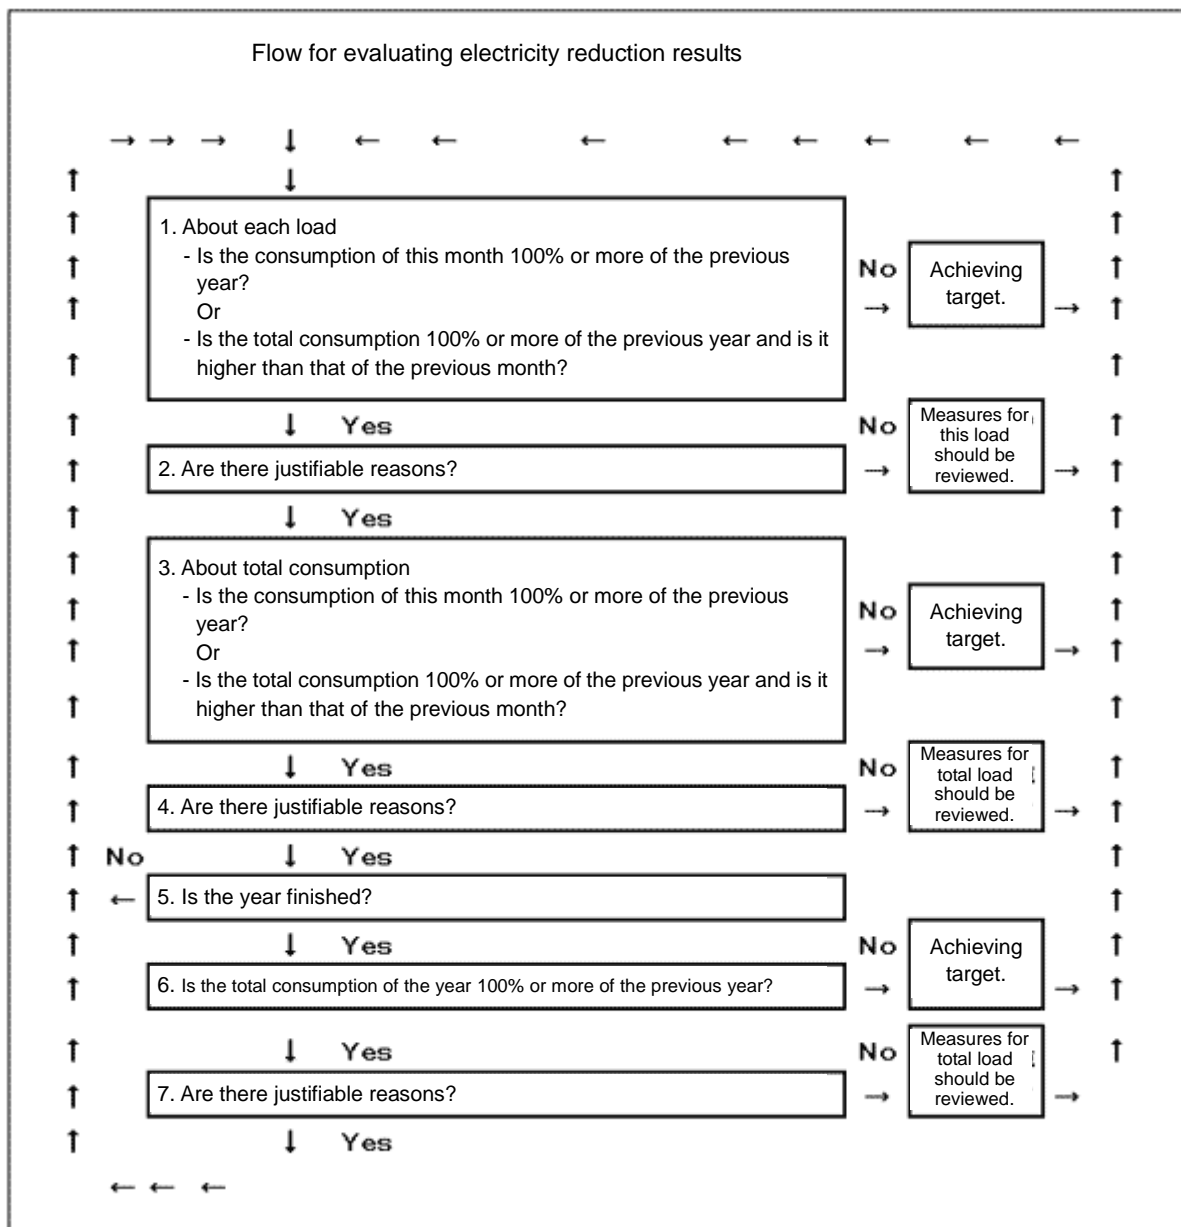 Flow for evaluating electricity reduction results
→ → → ↓ ← ← ← ← ← ← ← ←
↑ ↓ ↑
1. About each load
- Is the consumption of this month 100% or more of the previous
year?
Or
- Is the total consumption 100% or more of the previous year and is it
higher than that of the previous month?
No
→
Achieving
target.
→
↓ Yes
2. Are there justifiable reasons?
No
→
Measures for
this load
should be
reviewed.
→
↓ Yes
3. About total consumption
- Is the consumption of this month 100% or more of the previous
year?
Or
- Is the total consumption 100% or more of the previous year and is it
higher than that of the previous month?
No
→
Achieving
target.
→
↓ Yes
4. Are there justifiable reasons?
No
→
Measures for
total load
should be
reviewed.
→
No
←
↓ Yes
5. Is the year finished?
↓ Yes
6. Is the total consumption of the year 100% or more of the previous year?
No
→
Achieving
target.
→
↓ Yes
7. Are there justifiable reasons?
No
→
Measures for
total load
should be
reviewed.
→
↓ Yes
← ← ←